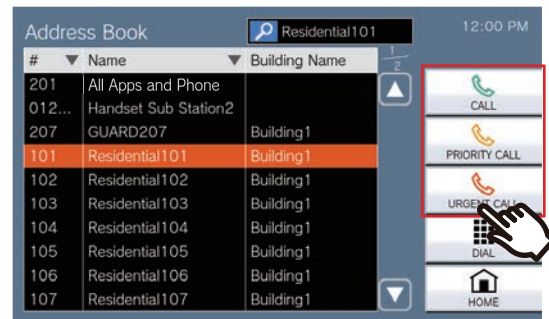 Address Book
Residential101
12:00 PM
# Name Building Name
1
2
201 All Apps and Phone
012... Handset Sub Station2
207 GUARD207 Building1
101 Residential101 Building1
102 Residential102 Building1
103 Residential103 Building1
104 Residential104 Building1
105 Residential105 Building1
106 Residential106 Building1
107 Residential107 Building1
CALL
PRIORITY CALL
URGENT CALL
DIAL
HOME